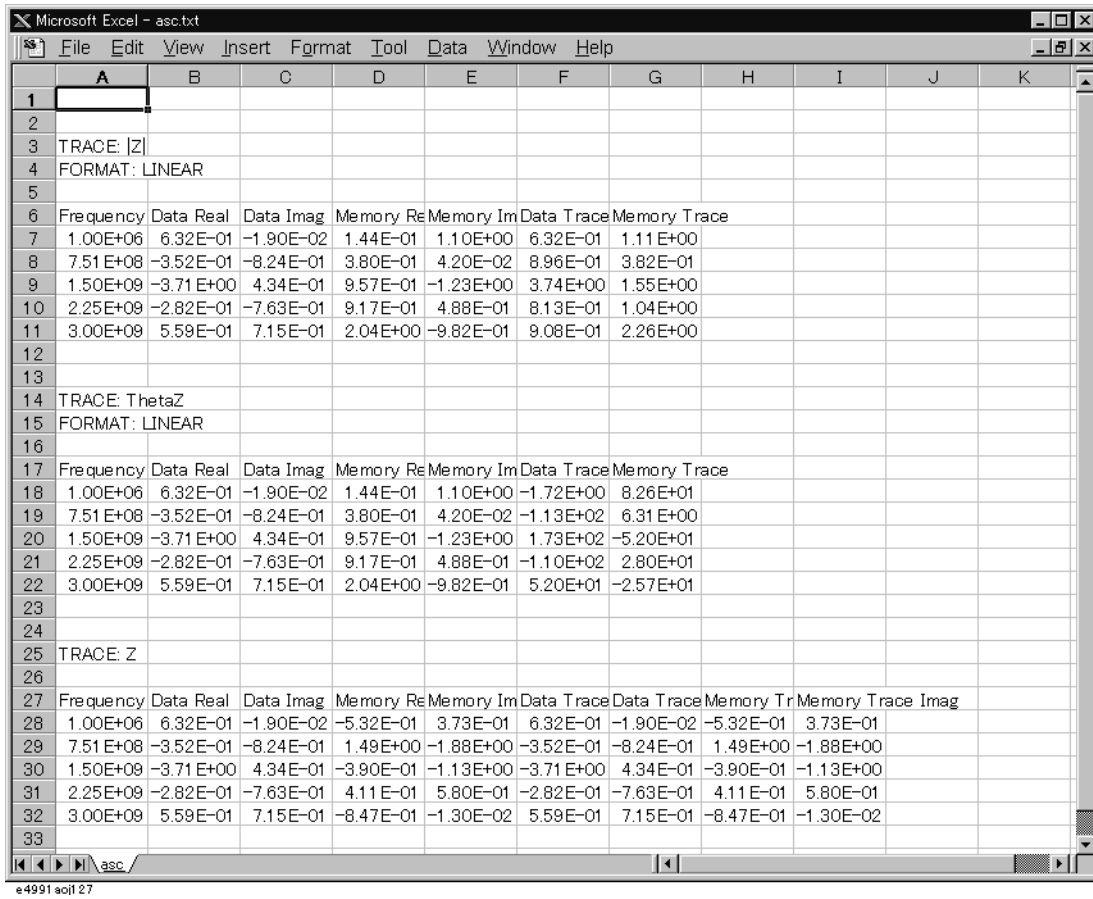 Microsoft Excel - asc.txt
File Edit View Insert Format Tool Data Window Help
A B C D E F G H I J K
1
2
3 TRACE: |Z|
4 FORMAT: LINEAR
5
6 Frequency Data Real Data Imag Memory Re Memory Im Data Trace Memory Trace
7 1.00E+06 6.32E-01 -1.90E-02 1.44E-01 1.10E+00 6.32E-01 1.11E+00
8 7.51E+08 -3.52E-01 -8.24E-01 3.80E-01 4.20E-02 8.96E-01 3.82E-01
9 1.50E+09 -3.71E+00 4.34E-01 9.57E-01 -1.23E+00 3.74E+00 1.55E+00
10 2.25E+09 -2.82E-01 -7.63E-01 9.17E-01 4.88E-01 8.13E-01 1.04E+00
11 3.00E+09 5.59E-01 7.15E-01 2.04E+00 -9.82E-01 9.08E-01 2.26E+00
12
13
14 TRACE: ThetaZ
15 FORMAT: LINEAR
16
17 Frequency Data Real Data Imag Memory Re Memory Im Data Trace Memory Trace
18 1.00E+06 6.32E-01 -1.90E-02 1.44E-01 1.10E+00 -1.72E+00 8.26E+01
19 7.51E+08 -3.52E-01 -8.24E-01 3.80E-01 4.20E-02 -1.13E+02 6.31E+00
20 1.50E+09 -3.71E+00 4.34E-01 9.57E-01 -1.23E+00 1.73E+02 -5.20E+01
21 2.25E+09 -2.82E-01 -7.63E-01 9.17E-01 4.88E-01 -1.10E+02 2.80E+01
22 3.00E+09 5.59E-01 7.15E-01 2.04E+00 -9.82E-01 5.20E+01 -2.57E+01
23
24
25 TRACE: Z
26
27 Frequency Data Real Data Imag Memory Re Memory Im Data Trace Data Trace Memory Tr Memory Trace Imag
28 1.00E+06 6.32E-01 -1.90E-02 -5.32E-01 3.73E-01 6.32E-01 -1.90E-02 -5.32E-01 3.73E-01
29 7.51E+08 -3.52E-01 -8.24E-01 1.49E+00 -1.88E+00 -3.52E-01 -8.24E-01 1.49E+00 -1.88E+00
30 1.50E+09 -3.71E+00 4.34E-01 -3.90E-01 -1.13E+00 -3.71E+00 4.34E-01 -3.90E-01 -1.13E+00
31 2.25E+09 -2.82E-01 -7.63E-01 4.11E-01 5.80E-01 -2.82E-01 -7.63E-01 4.11E-01 5.80E-01
32 3.00E+09 5.59E-01 7.15E-01 -8.47E-01 -1.30E-02 5.59E-01 7.15E-01 -8.47E-01 -1.30E-02
33
asc
e4991aoj127